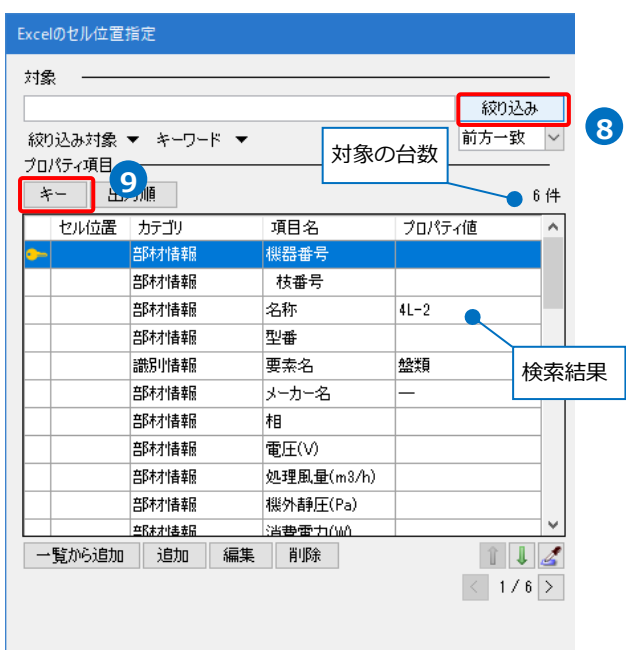 Excelのセル位置指定
対象
絞り込み
8
絞り込み対象 ▼ キーワード ▼
前方一致
対象の台数
プロパティ項目
9
キー
力順
6 件
セル位置 カテゴリ 項目名 プロパティ値
部材情報 機器番号
部材情報 枝番号
部材情報 名称 4L-2
部材情報 型番
識別情報 要素名 盤類
検索結果
部材情報 メーカー名 ―
部材情報 相
部材情報 電圧(V)
部材情報 処理風量(m3/h)
部材情報 機外静圧(Pa)
部材情報 消費電力(W)
一覧から追加 追加 編集 削除
< 1 / 6 >